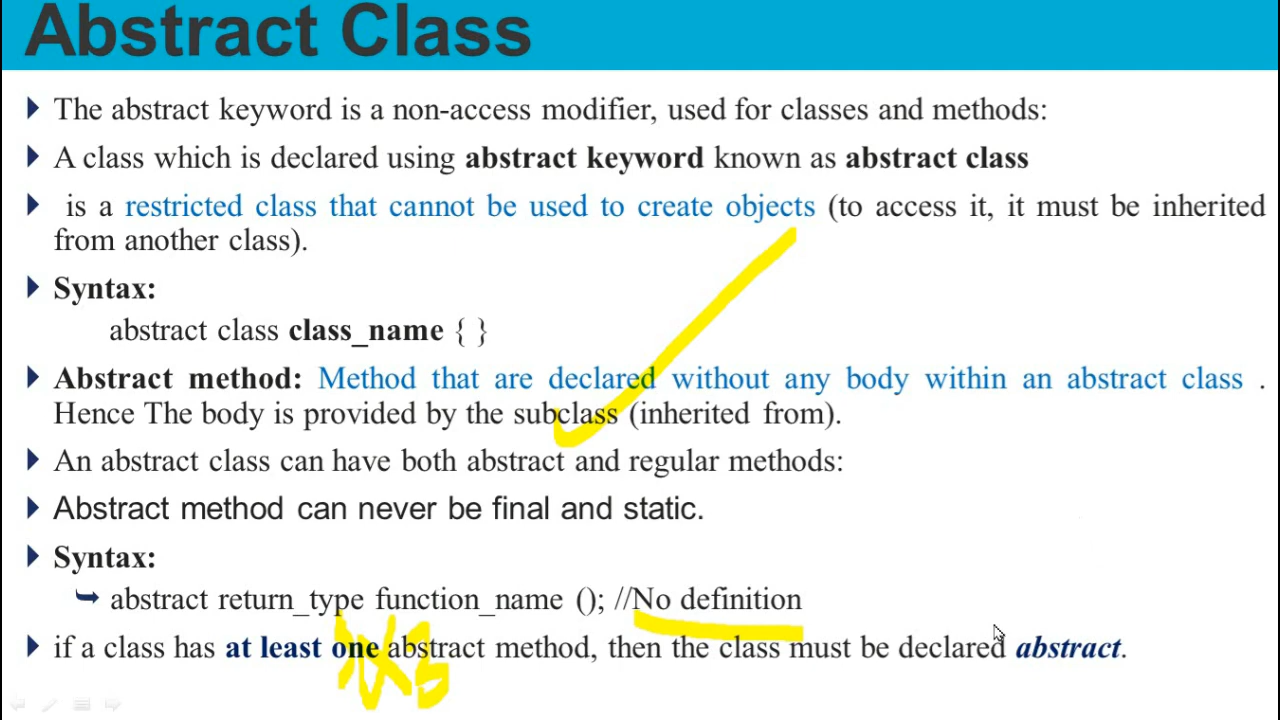 Abstract Class
The abstract keyword is a non-access modifier, used for classes and methods:
A class which is declared using abstract keyword known as abstract class
is a restricted class that cannot be used to create objects (to access it, it must be inherited
from another class).
Syntax:
abstract class class_name { }
Abstract method: Method that are declared without any body within an abstract class .
Hence The body is provided by the subclass (inherited from).
An abstract class can have both abstract and regular methods:
Abstract method can never be final and static.
Syntax:
abstract return_type function_name (); //No definition
if a class has at least one abstract method, then the class must be declared abstract.